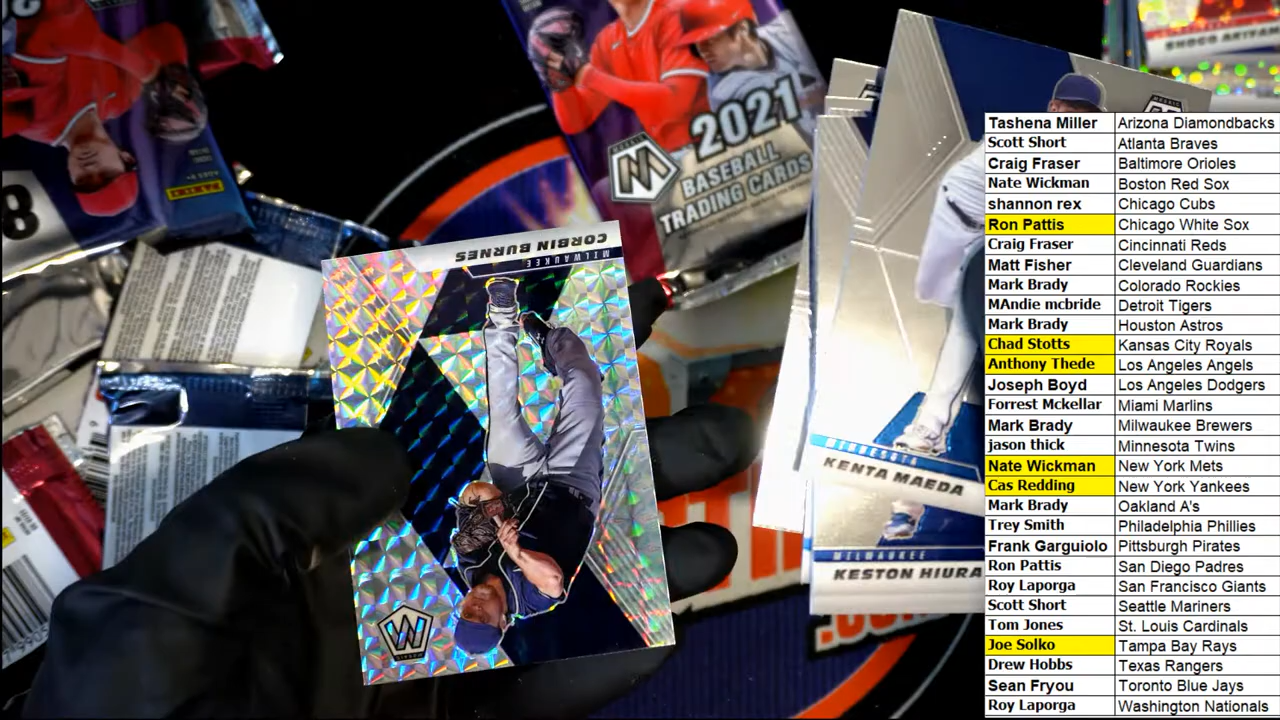 SHOGO AKIYAM
2021
MOSAIC
BASEBALL
TRADING CARDS
PANINI
8
CORBIN BURNES
MILWAUKEE
MOSAIC
MINNESOTA
KENTA MAEDA
MILWAUKEE
KESTON HIURA
Tashena Miller Arizona Diamondbacks
Scott Short Atlanta Braves
Craig Fraser Baltimore Orioles
Nate Wickman Boston Red Sox
shannon rex Chicago Cubs
Ron Pattis Chicago White Sox
Craig Fraser Cincinnati Reds
Matt Fisher Cleveland Guardians
Mark Brady Colorado Rockies
MAndie mcbride Detroit Tigers
Mark Brady Houston Astros
Chad Stotts Kansas City Royals
Anthony Thede Los Angeles Angels
Joseph Boyd Los Angeles Dodgers
Forrest Mckellar Miami Marlins
Mark Brady Milwaukee Brewers
jason thick Minnesota Twins
Nate Wickman New York Mets
Cas Redding New York Yankees
Mark Brady Oakland A's
Trey Smith Philadelphia Phillies
Frank Garguiolo Pittsburgh Pirates
Ron Pattis San Diego Padres
Roy Laporga San Francisco Giants
Scott Short Seattle Mariners
Tom Jones St. Louis Cardinals
Joe Solko Tampa Bay Rays
Drew Hobbs Texas Rangers
Sean Fryou Toronto Blue Jays
Roy Laporga Washington Nationals